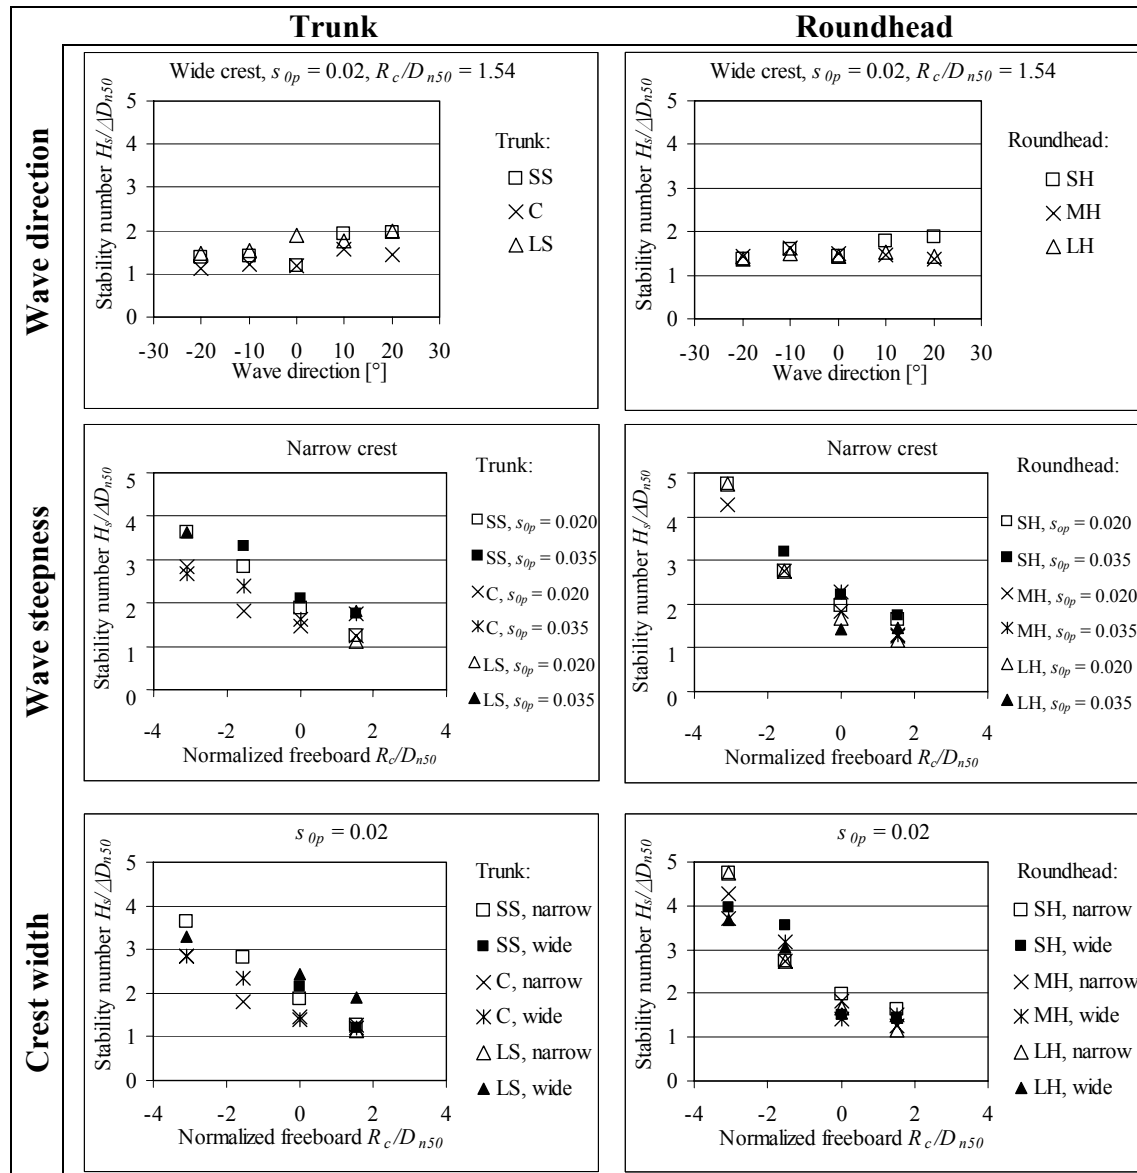 Trunk
Roundhead
Wave direction
Wide crest, s0p = 0.02, Rc/Dn50 = 1.54
Stability number Hs/ΔDn50
5
4
3
2
1
0
-30 -20 -10 0 10 20 30
Wave direction [°]
Trunk:
SS
C
LS
Wide crest, s0p = 0.02, Rc/Dn50 = 1.54
Stability number Hs/ΔDn50
5
4
3
2
1
0
-30 -20 -10 0 10 20 30
Wave direction [°]
Roundhead:
SH
MH
LH
Wave steepness
Narrow crest
Stability number Hs/ΔDn50
5
4
3
2
1
0
-4 -2 0 2 4
Normalized freeboard Rc/Dn50
Trunk:
SS, s0p = 0.020
SS, s0p = 0.035
C, s0p = 0.020
C, s0p = 0.035
LS, s0p = 0.020
LS, s0p = 0.035
Narrow crest
Stability number Hs/ΔDn50
5
4
3
2
1
0
-4 -2 0 2 4
Normalized freeboard Rc/Dn50
Roundhead:
SH, sop = 0.020
SH, s0p = 0.035
MH, s0p = 0.020
MH, s0p = 0.035
LH, s0p = 0.020
LH, s0p = 0.035
Crest width
s0p = 0.02
Stability number Hs/ΔDn50
5
4
3
2
1
0
-4 -2 0 2 4
Normalized freeboard Rc/Dn50
Trunk:
SS, narrow
SS, wide
C, narrow
C, wide
LS, narrow
LS, wide
s0p = 0.02
Stability number Hs/ΔDn50
5
4
3
2
1
0
-4 -2 0 2 4
Normalized freeboard Rc/Dn50
Roundhead:
SH, narrow
SH, wide
MH, narrow
MH, wide
LH, narrow
LH, wide